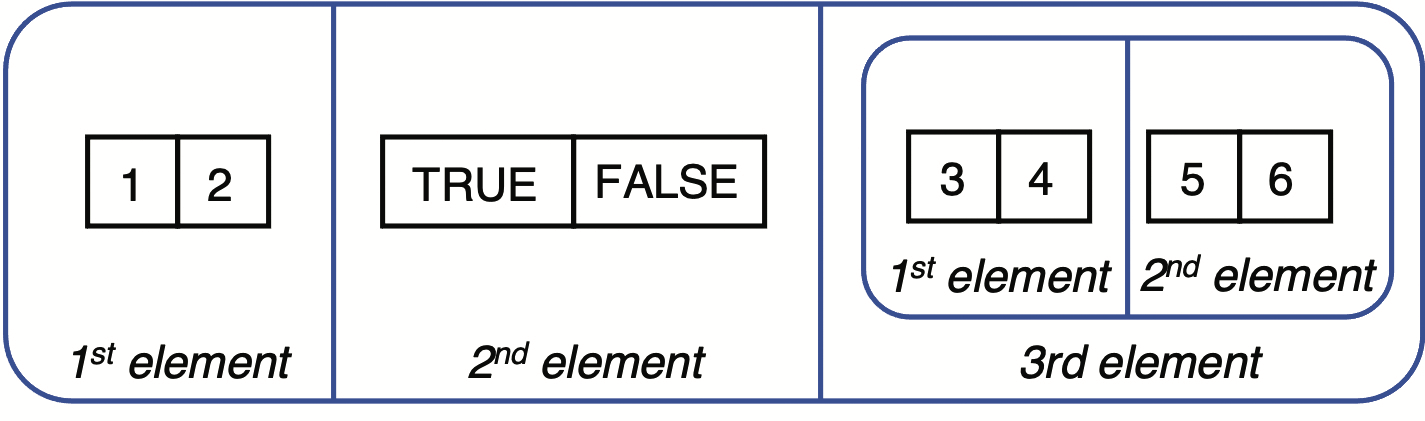 1 2
TRUE FALSE
3 4
5 6
1st element
2nd element
1st element
2nd element
3rd element